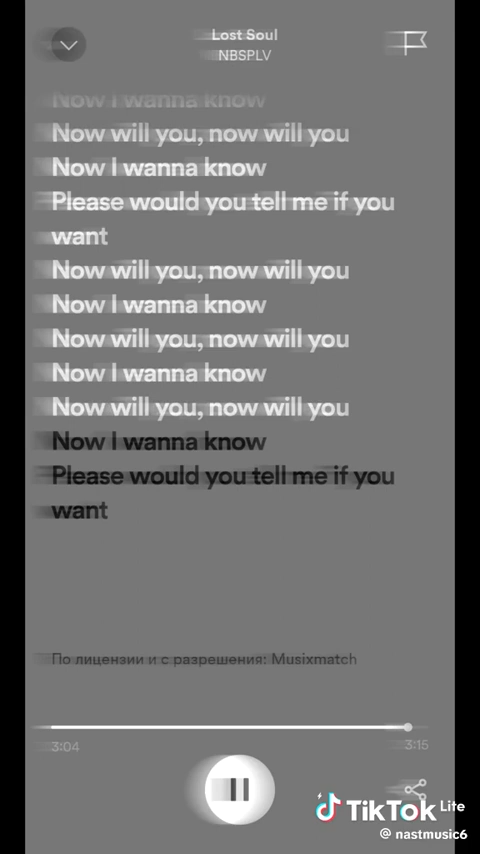 Lost Soul
NBSPLV
Now I wanna know
Now will you, now will you
Now I wanna know
Please would you tell me if you
want
Now will you, now will you
Now I wanna know
Now will you, now will you
Now I wanna know
Now will you, now will you
Now I wanna know
Please would you tell me if you
want
По лицензии и с разрешения: Musixmatch
3:04
3:15
TikTok Lite
@ nastmusic6